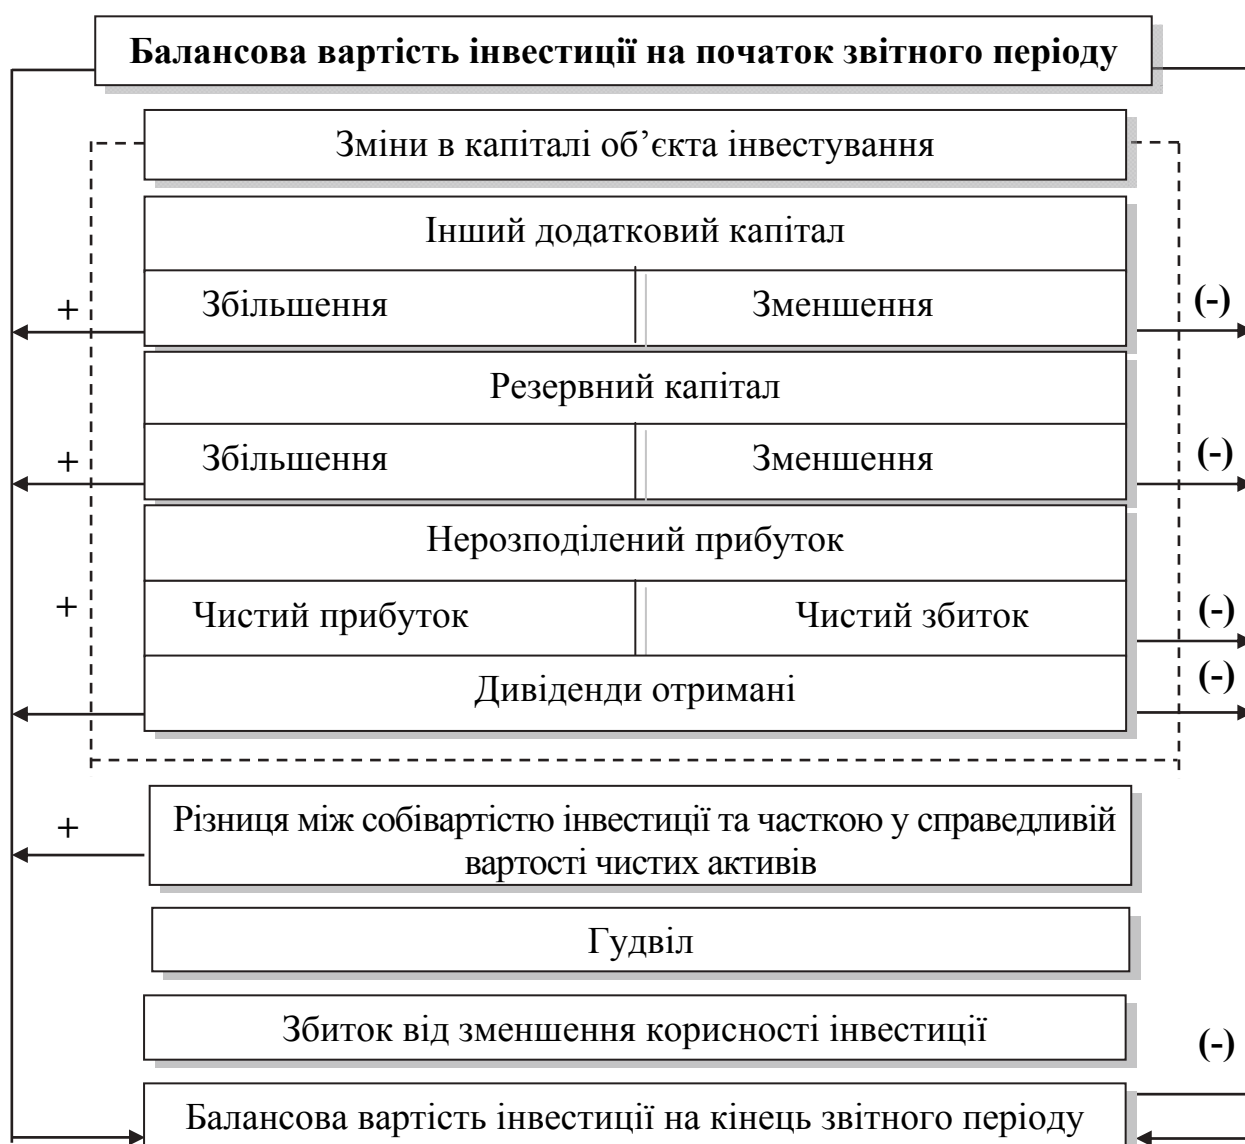 Балансова вартість інвестиції на початок звітного періоду
Зміни в капіталі об’єкта інвестування
Інший додатковий капітал
+ Збільшення Зменшення (-)
Резервний капітал
+ Збільшення Зменшення (-)
Нерозподілений прибуток
+ Чистий прибуток Чистий збиток (-)
Дивіденди отримані (-)
+ Різниця між собівартістю інвестиції та часткою у справедливій
вартості чистих активів
Гудвіл
Збиток від зменшення корисності інвестиції (-)
Балансова вартість інвестиції на кінець звітного періоду